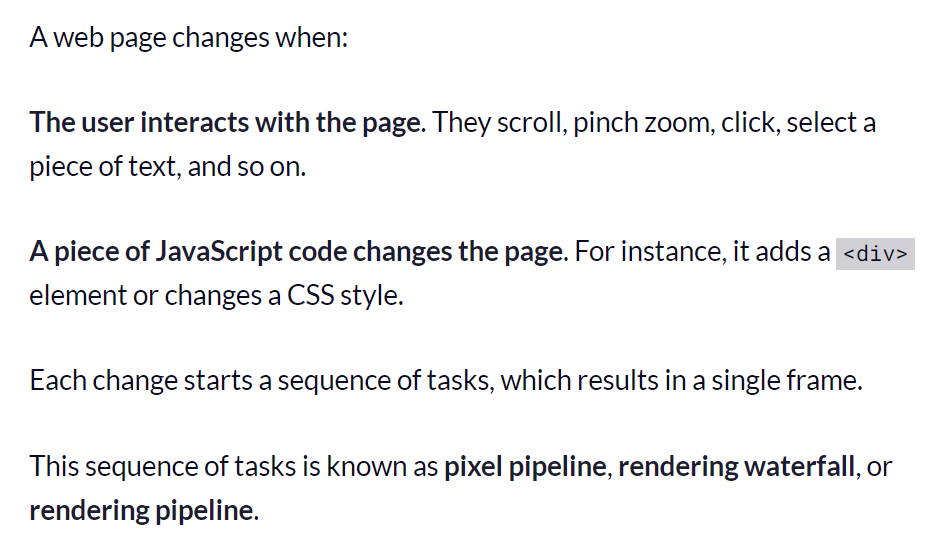 A web page changes when:
The user interacts with the page. They scroll, pinch zoom, click, select a
piece of text, and so on.
A piece of JavaScript code changes the page. For instance, it adds a <div>
element or changes a CSS style.
Each change starts a sequence of tasks, which results in a single frame.
This sequence of tasks is known as pixel pipeline, rendering waterfall, or
rendering pipeline.